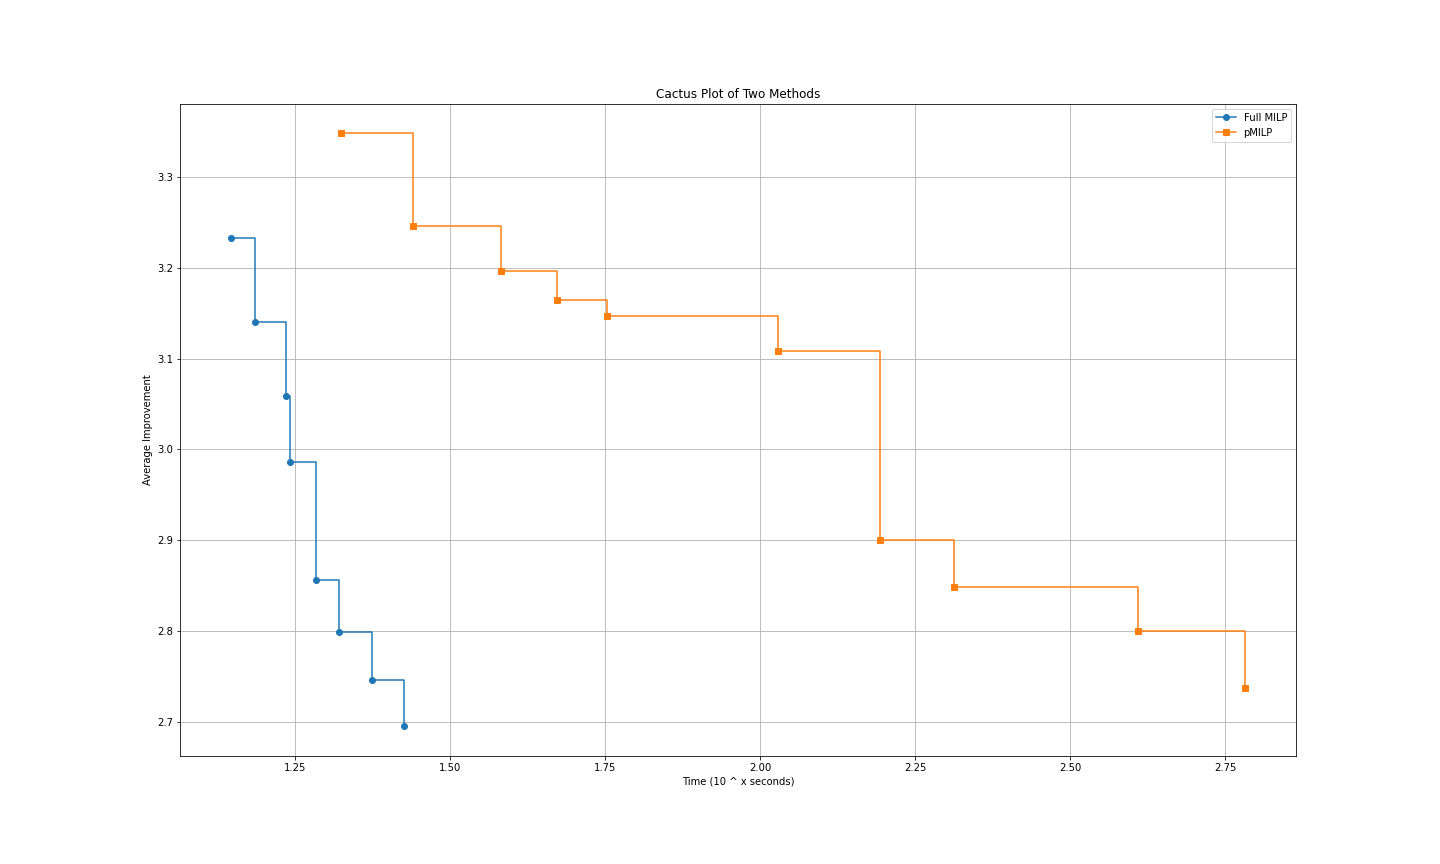 Cactus Plot of Two Methods
Full MILP
pMILP
3.3
3.2
3.1
3.0
2.9
2.8
2.7
Average Improvement
1.25 1.50 1.75 2.00 2.25 2.50 2.75
Time (10 ^ x seconds)